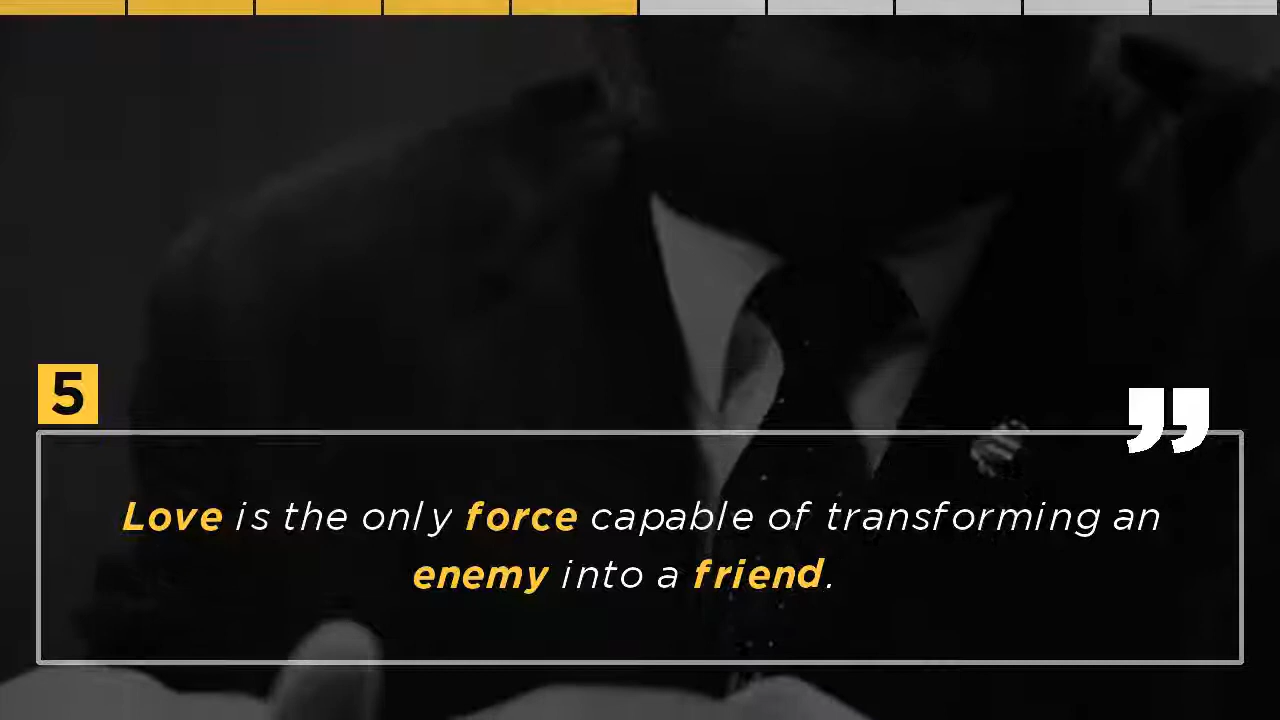 5
”
Love is the only force capable of transforming an
enemy into a friend.